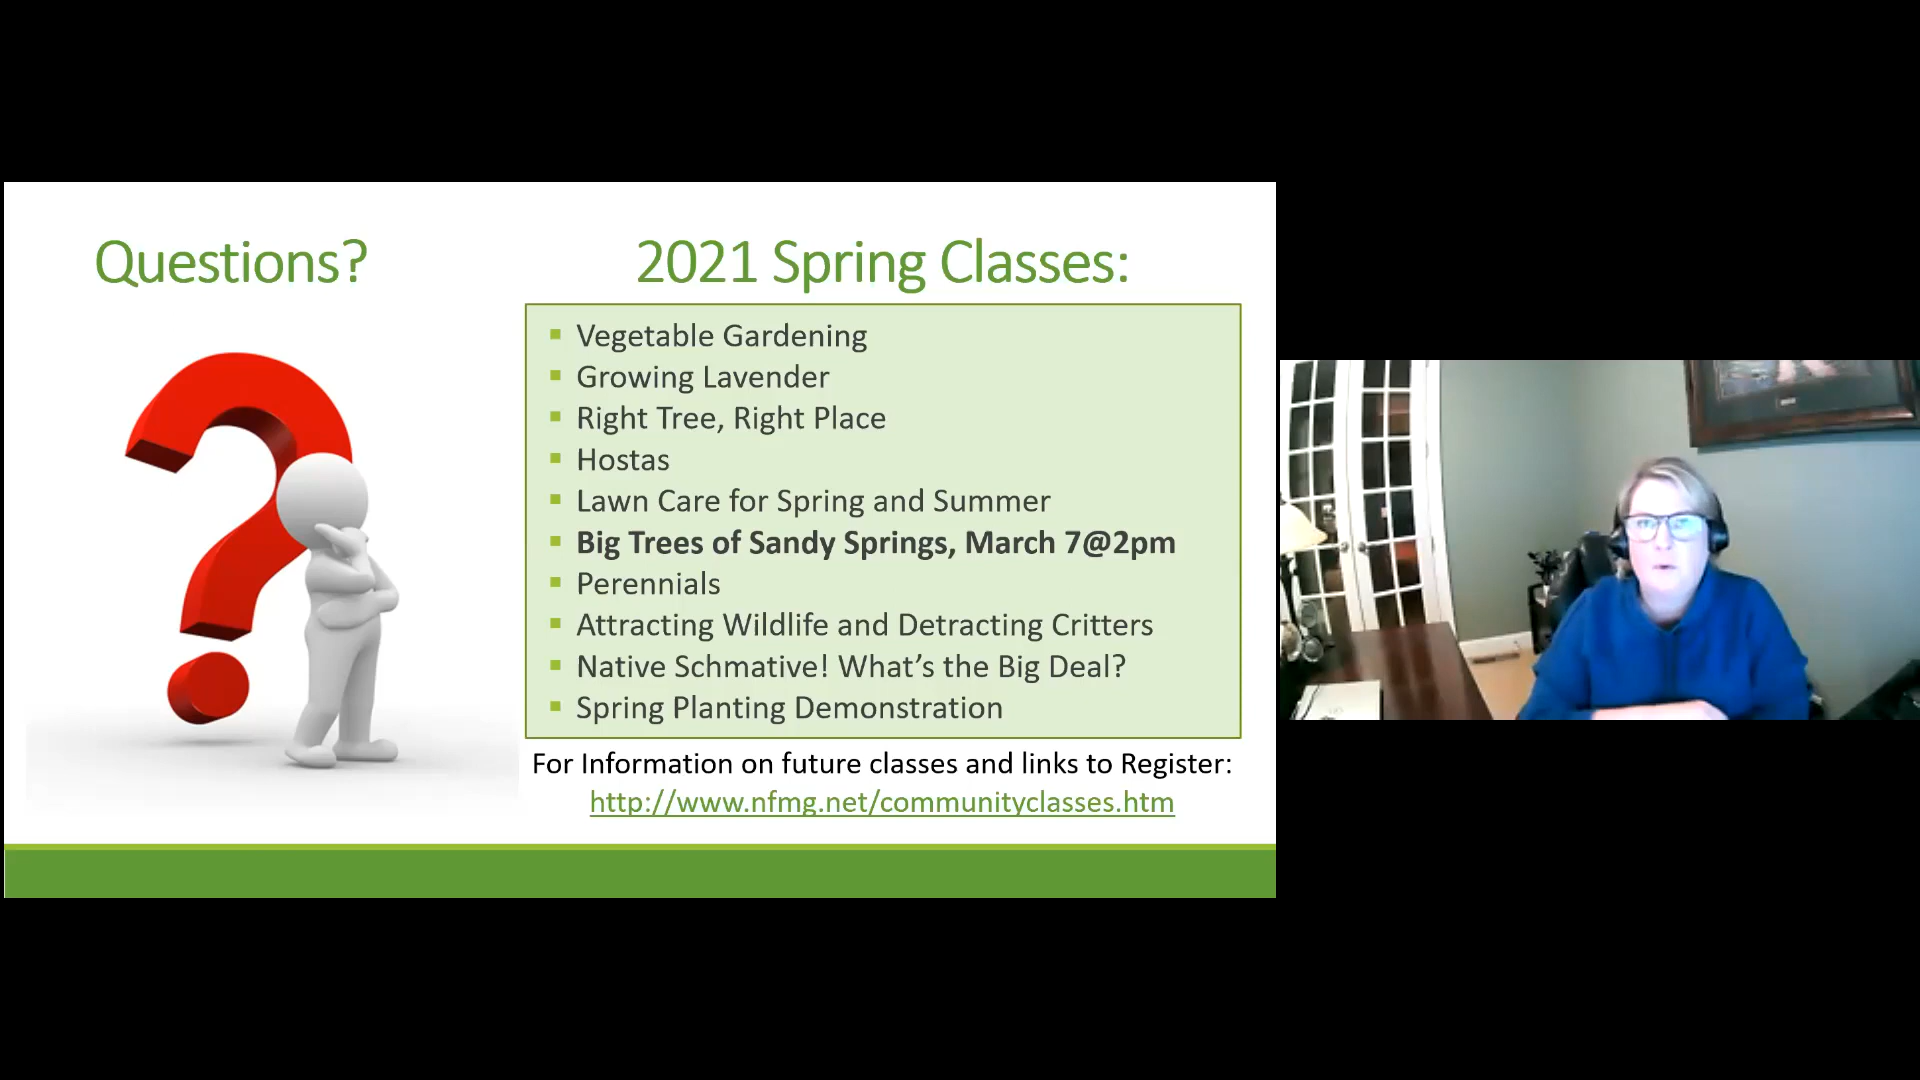 Questions?
2021 Spring Classes:
Vegetable Gardening
Growing Lavender
Right Tree, Right Place
Hostas
Lawn Care for Spring and Summer
Big Trees of Sandy Springs, March 7@2pm
Perennials
Attracting Wildlife and Detracting Critters
Native Schmative! What’s the Big Deal?
Spring Planting Demonstration
For Information on future classes and links to Register:
http://www.nfmg.net/communityclasses.htm